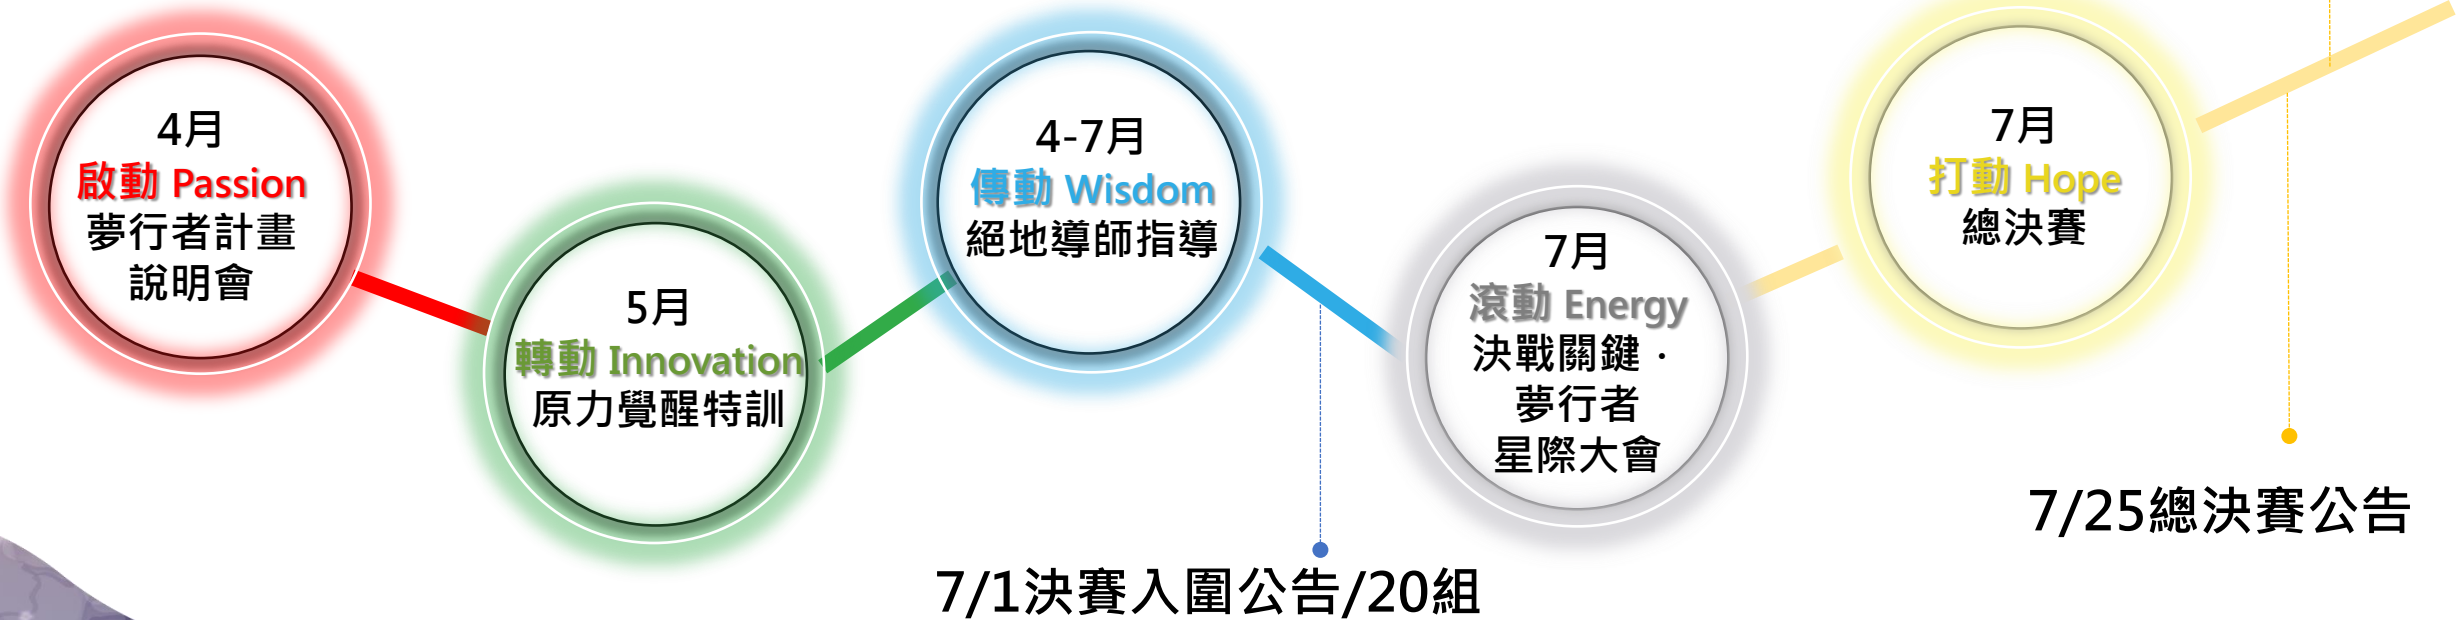 4月
啟動 Passion
夢行者計畫
說明會
5月
轉動 Innovation
原力覺醒特訓
4-7月
傳動 Wisdom
絕地導師指導
7/1決賽入圍公告/20組
7月
滾動 Energy
決戰關鍵．
夢行者
星際大會
7月
打動 Hope
總決賽
7/25總決賽公告